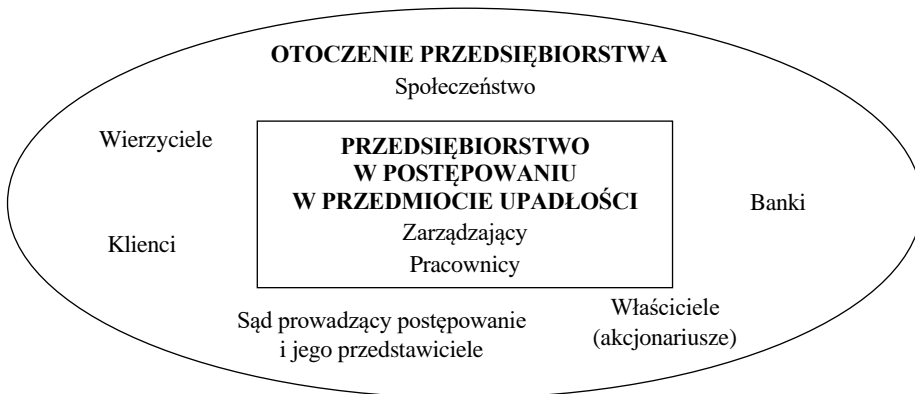 OTOCZENIE PRZEDSIĘBIORSTWA
Społeczeństwo
Wierzyciele
PRZEDSIĘBIORSTWO
W POSTĘPOWANIU
W PRZEDMIOCIE UPADŁOŚCI
Zarządzający
Pracownicy
Banki
Klienci
Sąd prowadzący postępowanie
i jego przedstawiciele
Właściciele
(akcjonariusze)